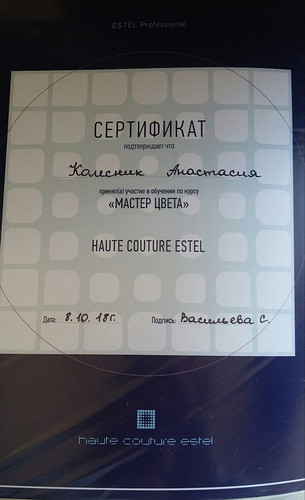 ESTEL Professional
СЕРТИФИКАТ
подтверждает что
Колесник Анастасия
принял(а) участие в обучении по курсу
«МАСТЕР ЦВЕТА»
HAUTE COUTURE ESTEL
Дата: 8.10.18г. Подпись: Васильева С.
haute couture estel